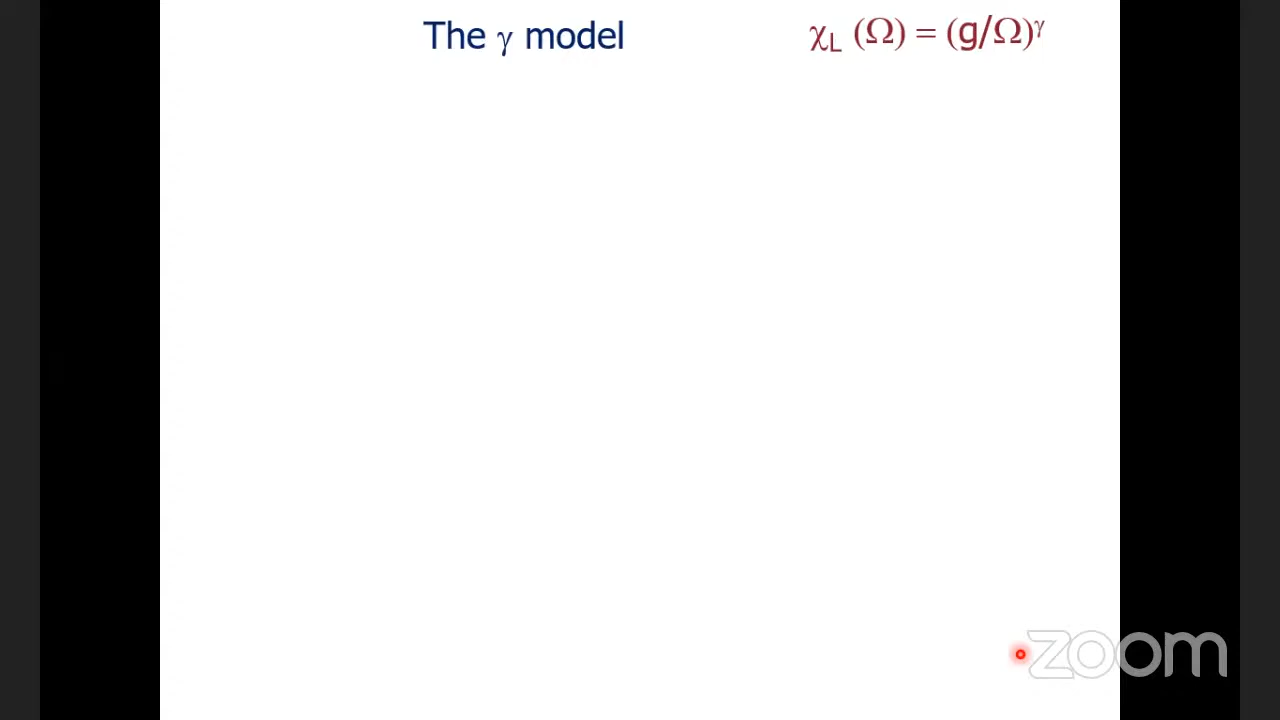 The γ model
χL (Ω) = (g/Ω)γ
zoom